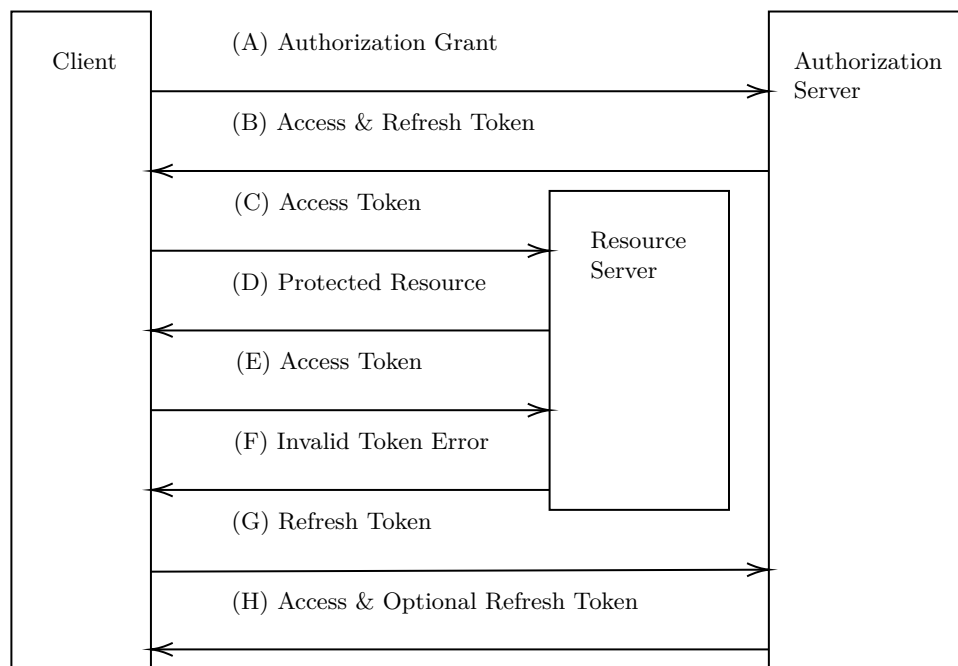 (A) Authorization Grant
Client
Authorization
Server
(B) Access & Refresh Token
(C) Access Token
Resource
Server
(D) Protected Resource
(E) Access Token
(F) Invalid Token Error
(G) Refresh Token
(H) Access & Optional Refresh Token